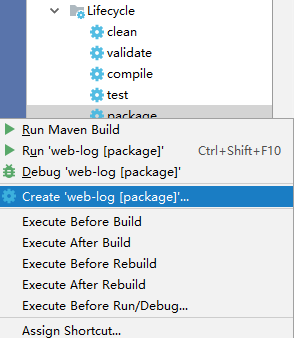 Lifecycle
clean
validate
compile
test
package
Run Maven Build
Run 'web-log [package]' Ctrl+Shift+F10
Debug 'web-log [package]'
Create 'web-log [package]'...
Execute Before Build
Execute After Build
Execute Before Rebuild
Execute After Rebuild
Execute Before Run/Debug...
Assign Shortcut...